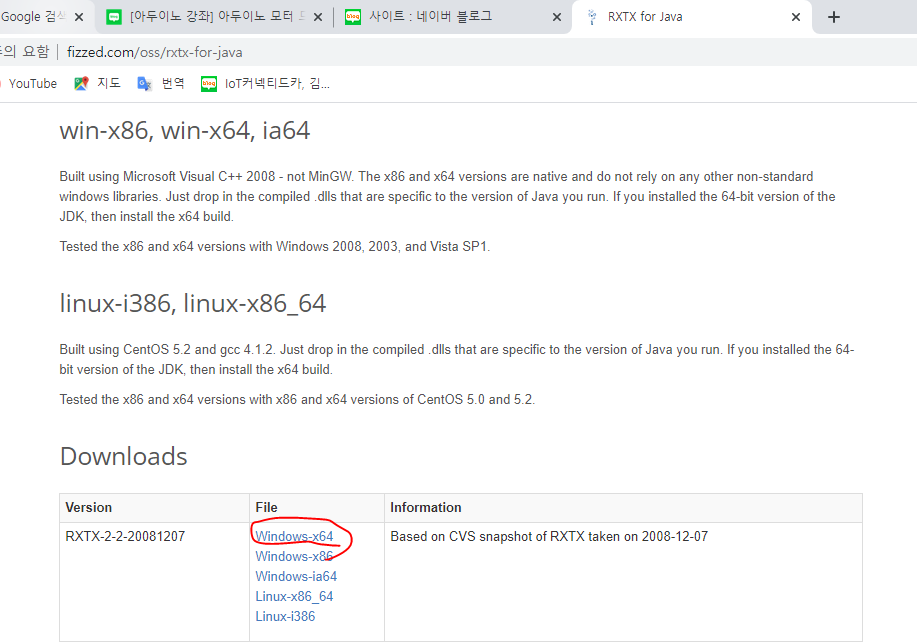 Google 검색
[아두이노 강좌] 아두이노 모터
사이트 : 네이버 블로그
RXTX for Java
요함
fizzed.com/oss/rxtx-for-java
YouTube
지도
번역
blog
IoT커넥티드카, 김...
win-x86, win-x64, ia64
Built using Microsoft Visual C++ 2008 - not MinGW. The x86 and x64 versions are native and do not rely on any other non-standard
windows libraries. Just drop in the compiled .dlls that are specific to the version of Java you run. If you installed the 64-bit version of the
JDK, then install the x64 build.
Tested the x86 and x64 versions with Windows 2008, 2003, and Vista SP1.
linux-i386, linux-x86_64
Built using CentOS 5.2 and gcc 4.1.2. Just drop in the compiled .dlls that are specific to the version of Java you run. If you installed the 64-
bit version of the JDK, then install the x64 build.
Tested the x86 and x64 versions with x86 and x64 versions of CentOS 5.0 and 5.2.
Downloads
Version File Information
RXTX-2-2-20081207 Windows-x64 Based on CVS snapshot of RXTX taken on 2008-12-07
Windows-x86
Windows-ia64
Linux-x86_64
Linux-i386